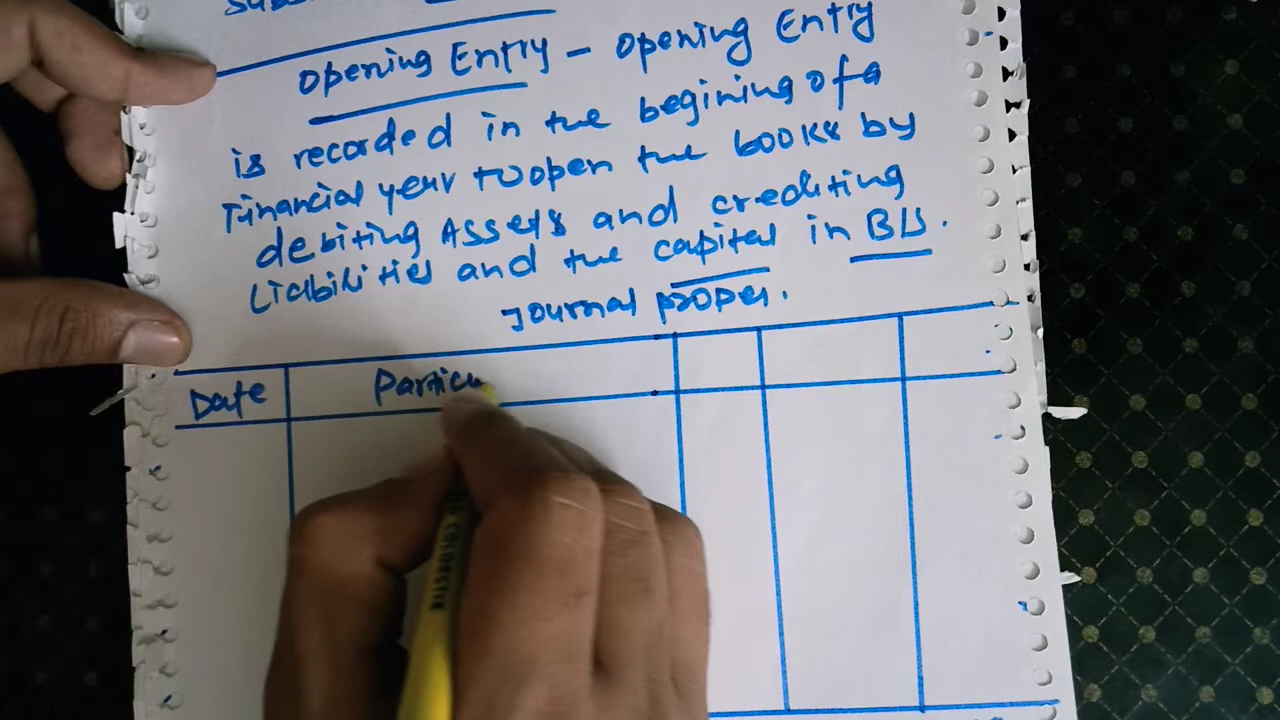 Opening Entry - Opening Entry
is recorded in the begining of a
Financial year to open the books by
debiting Assets and crediting
Liabilities and the capital in B/S.
Journal proper.
Date Particu